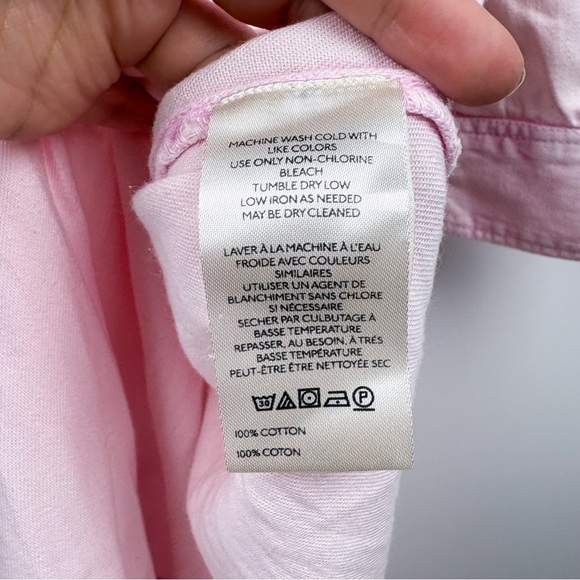 MACHINE WASH COLD WITH
LIKE COLORS
USE ONLY NON-CHLORINE
BLEACH
TUMBLE DRY LOW
LOW IRON AS NEEDED
MAY BE DRY CLEANED
LAVER À LA MACHINE À L'EAU
FROIDE AVEC COULEURS
SIMILAIRES
UTILISER UN AGENT DE
BLANCHIMENT SANS CHLORE
SI NÉCESSAIRE
SECHER PAR CULBUTAGE À
BASSE TEMPERATURE
REPASSER, AU BESOIN, À TRÉS
BASSE TEMPÉRATURE
PEUT-ÊTRE ÊTRE NETTOYÉE SEC
30 P
100% COTTON
100% COTON